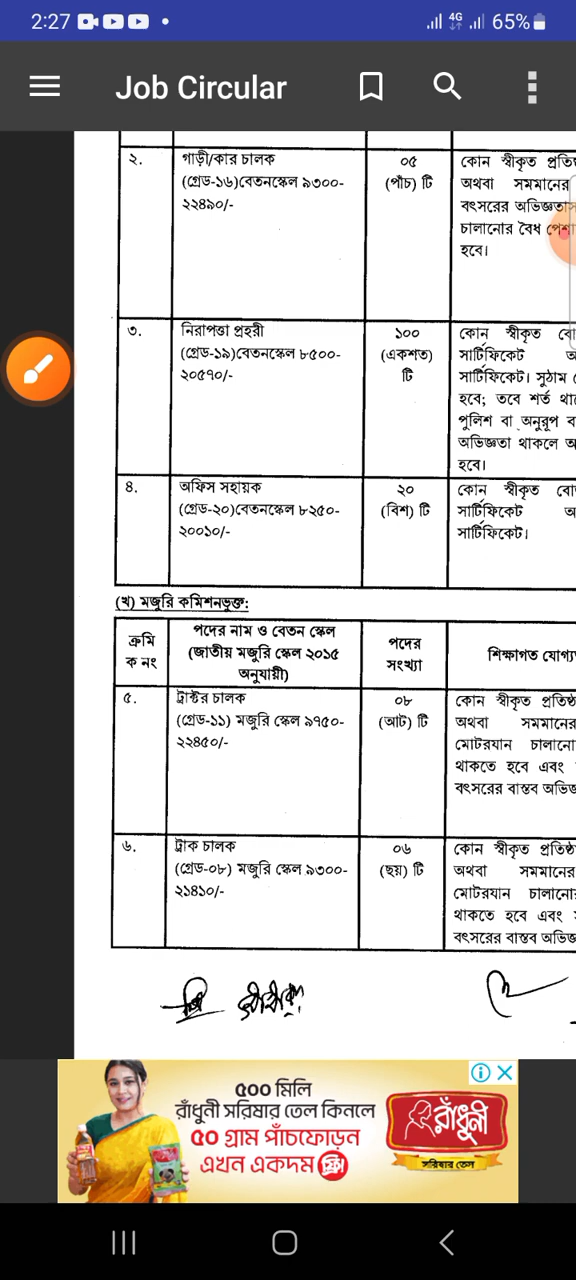 2:27
4G
65%
Job Circular
২.
গাড়ী/কার চালক
(গ্রেড-১৬)বেতনস্কেল ৯৩০০-
২২৪৯০/-
০৫
(পাঁচ) টি
কোন স্বীকৃত প্রতিষ্ঠ
অথবা সমমানের
বৎসরের অভিজ্ঞতাস
চালানোর বৈধ পেশা
হবে।
৩.
নিরাপত্তা প্রহরী
(গ্রেড-১৯)বেতনস্কেল ৮৫০০-
২০৫৭০/-
১০০
(একশত)
টি
কোন স্বীকৃত বো
সার্টিফিকেট অ
সার্টিফিকেট। সুঠাম
হবে; তবে শর্ত থা
পুলিশ বা অনুরূপ ব
অভিজ্ঞতা থাকলে অ
হবে।
৪.
অফিস সহায়ক
(গ্রেড-২০)বেতনস্কেল ৮২৫০-
২০০১০/-
২০
(বিশ) টি
কোন স্বীকৃত বো
সার্টিফিকেট অ
সার্টিফিকেট।
(খ) মজুরি কমিশনভুক্ত:
ক্রমি
ক নং
পদের নাম ও বেতন স্কেল
(জাতীয় মজুরি স্কেল ২০১৫
অনুযায়ী)
পদের
সংখ্যা
শিক্ষাগত যোগ্য
৫.
ট্রাক্টর চালক
(গ্রেড-১১) মজুরি স্কেল ৯৭৫০-
২২৪৫০/-
০৮
(আট) টি
কোন স্বীকৃত প্রতিষ্ঠ
অথবা সমমানের
মোটরযান চালানো
থাকতে হবে এবং
বৎসরের বাস্তব অভিজ্ঞ
৬.
ট্রাক চালক
(গ্রেড-০৮) মজুরি স্কেল ৯৩০০-
২১৪১০/-
০৬
(ছয়) টি
কোন স্বীকৃত প্রতিষ্ঠ
অথবা সমমানের
মোটরযান চালানোর
থাকতে হবে এবং
বৎসরের বাস্তব অভিজ্ঞ
৫০০ মিলি
রাঁধুনী সরিষার তেল কিনলে
৫০ গ্রাম পাঁচফোড়ন
এখন একদম ফ্রি
রাঁধুনী
সরিষার তেল